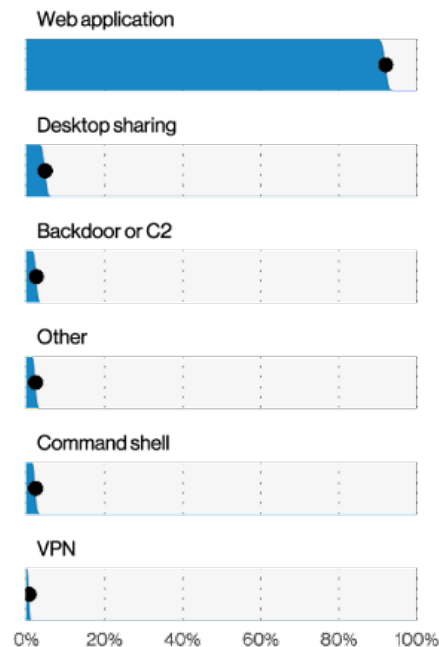 Web application
Desktop sharing
Backdoor or C2
Other
Command shell
VPN
0% 20% 40% 60% 80% 100%